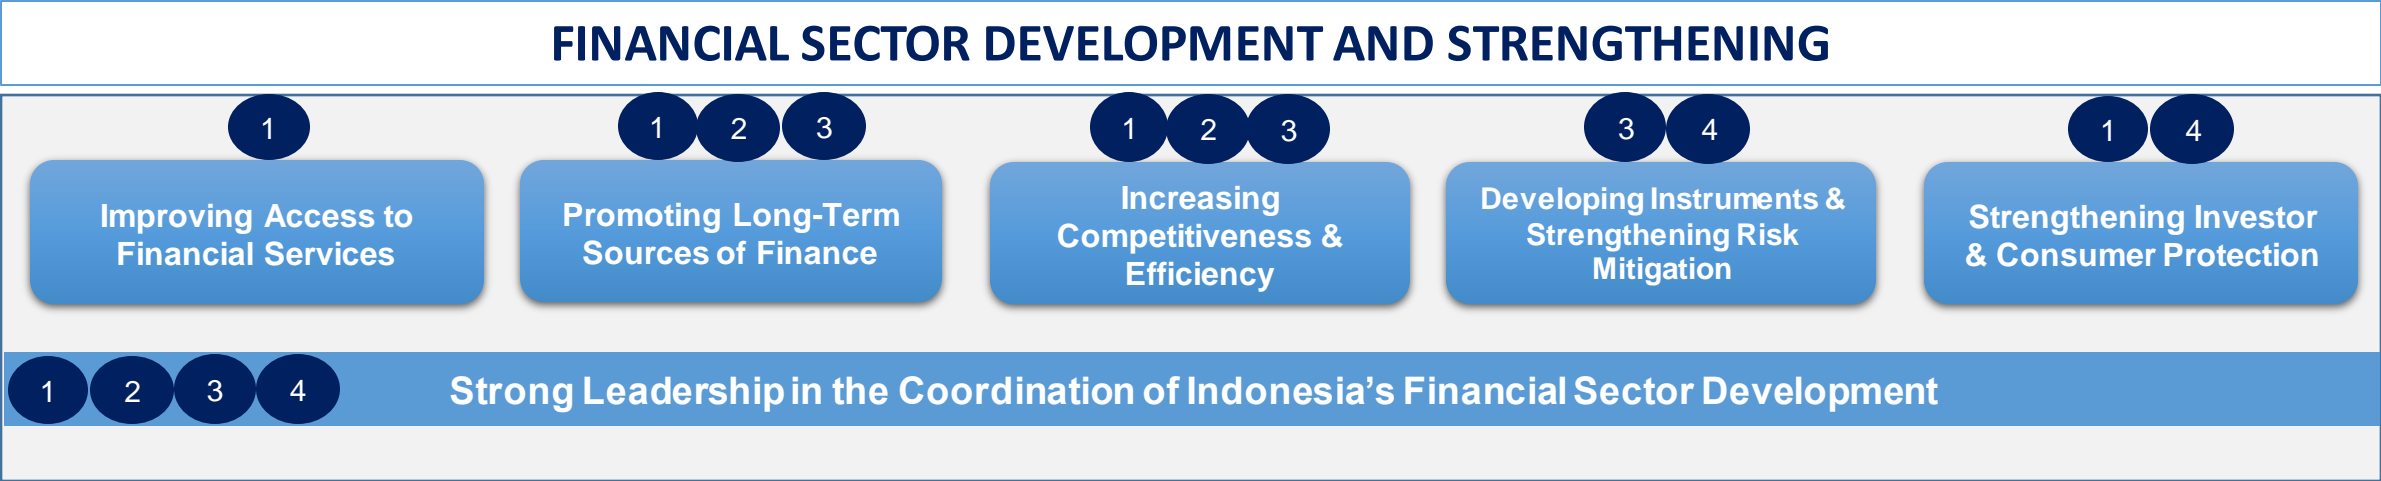 FINANCIAL SECTOR DEVELOPMENT AND STRENGTHENING
1
Improving Access to
Financial Services
1 2 3
Promoting Long-Term
Sources of Finance
1 2 3
Increasing
Competitiveness &
Efficiency
3 4
Developing Instruments &
Strengthening Risk
Mitigation
1 4
Strengthening Investor
& Consumer Protection
1 2 3 4 Strong Leadership in the Coordination of Indonesia’s Financial Sector Development